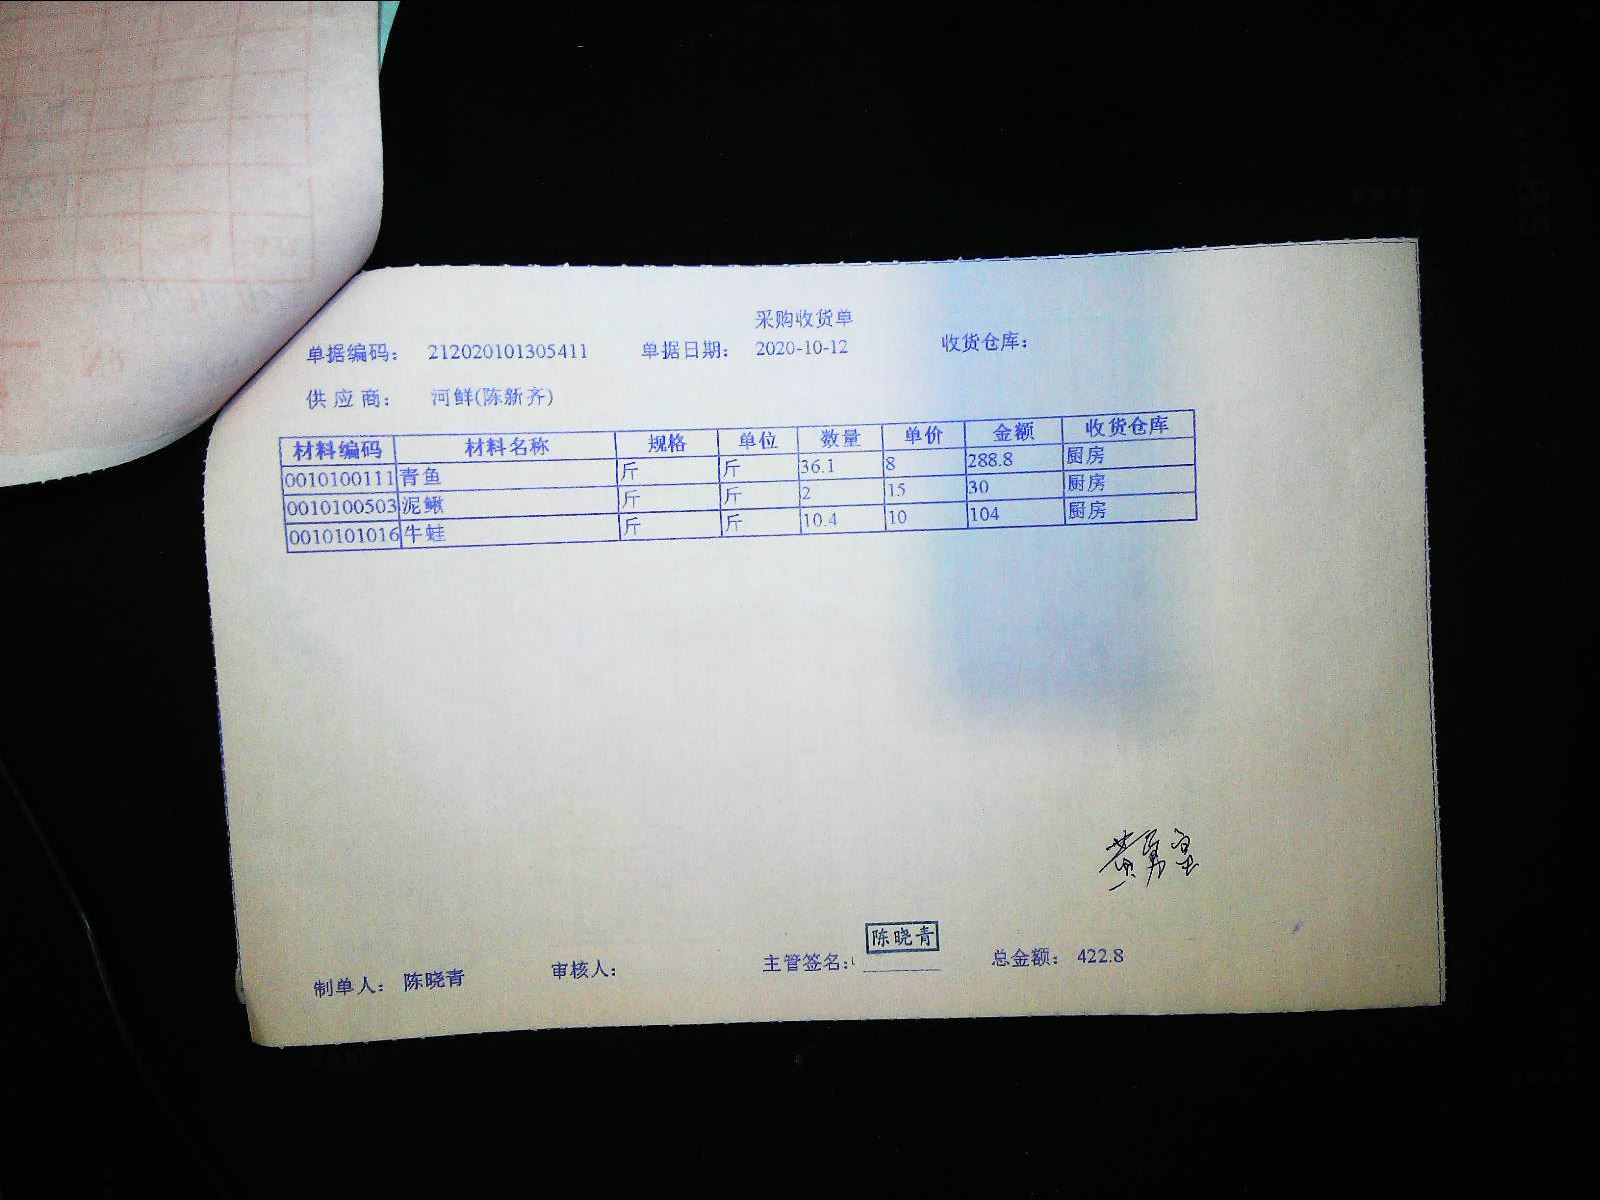 采购收货单
单据编码： 212020101305411 单据日期： 2020-10-12 收货仓库：
供应商： 河鲜(陈新齐)
材料编码 材料名称 规格 单位 数量 单价 金额 收货仓库
0010100111 青鱼 斤 斤 36.1 8 288.8 厨房
0010100503 泥鳅 斤 斤 2 15 30 厨房
0010101016 牛蛙 斤 斤 10.4 10 104 厨房
陈晓青
制单人： 陈晓青 审核人： 主管签名： 总金额： 422.8